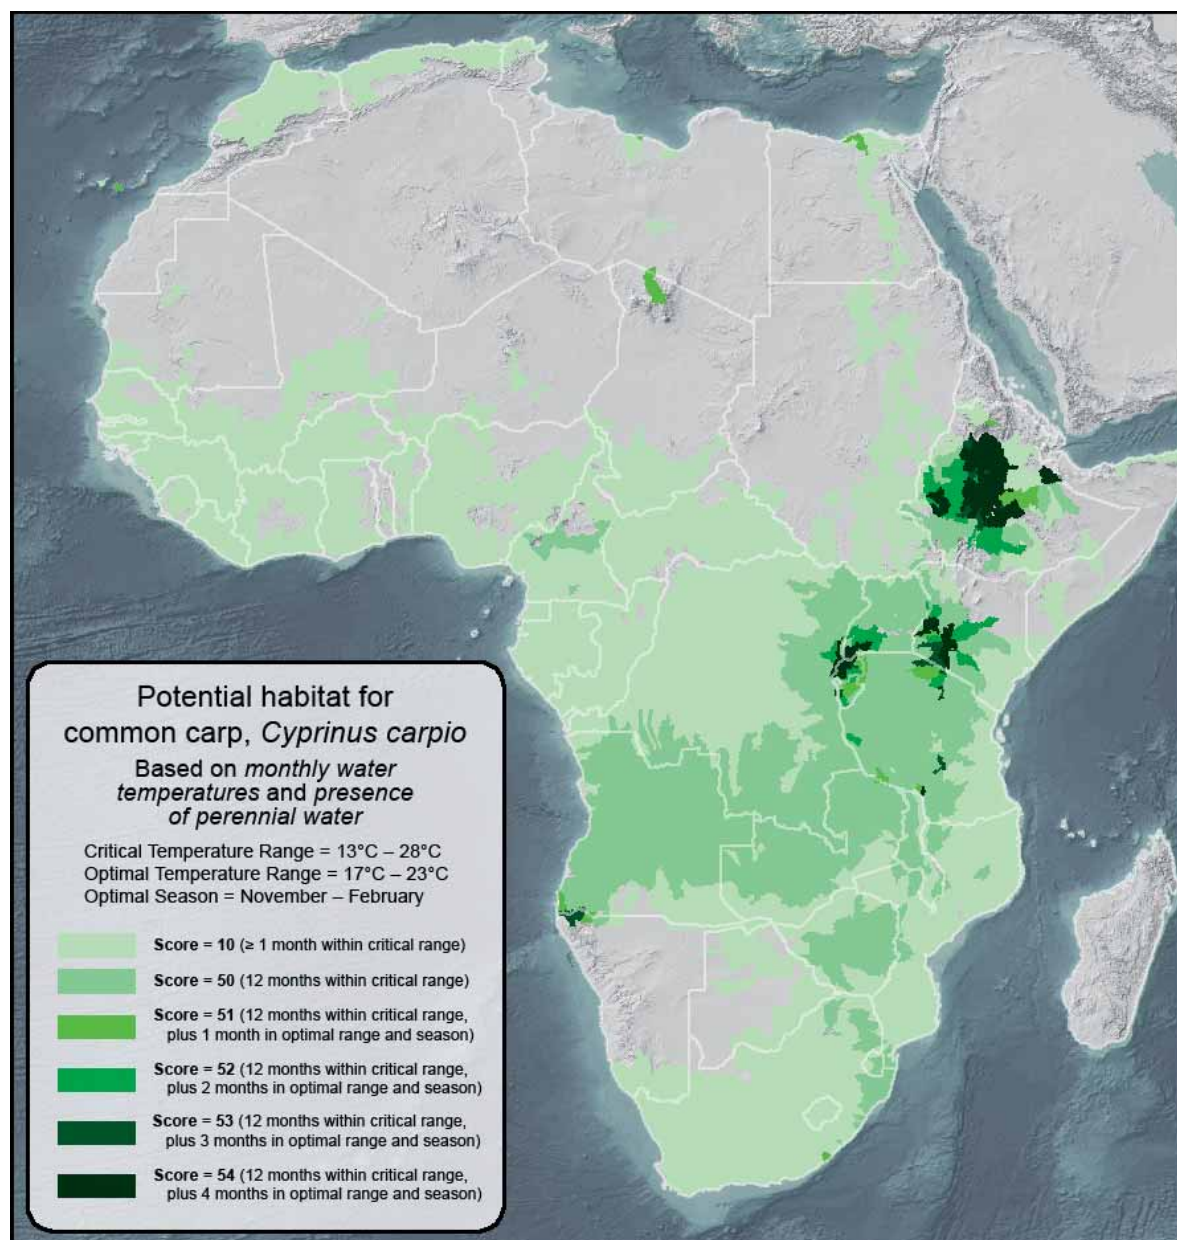 Potential habitat for
common carp, Cyprinus carpio
Based on monthly water
temperatures and presence
of perennial water
Critical Temperature Range = 13°C – 28°C
Optimal Temperature Range = 17°C – 23°C
Optimal Season = November – February
Score = 10 (≥ 1 month within critical range)
Score = 50 (12 months within critical range)
Score = 51 (12 months within critical range,
plus 1 month in optimal range and season)
Score = 52 (12 months within critical range,
plus 2 months in optimal range and season)
Score = 53 (12 months within critical range,
plus 3 months in optimal range and season)
Score = 54 (12 months within critical range,
plus 4 months in optimal range and season)